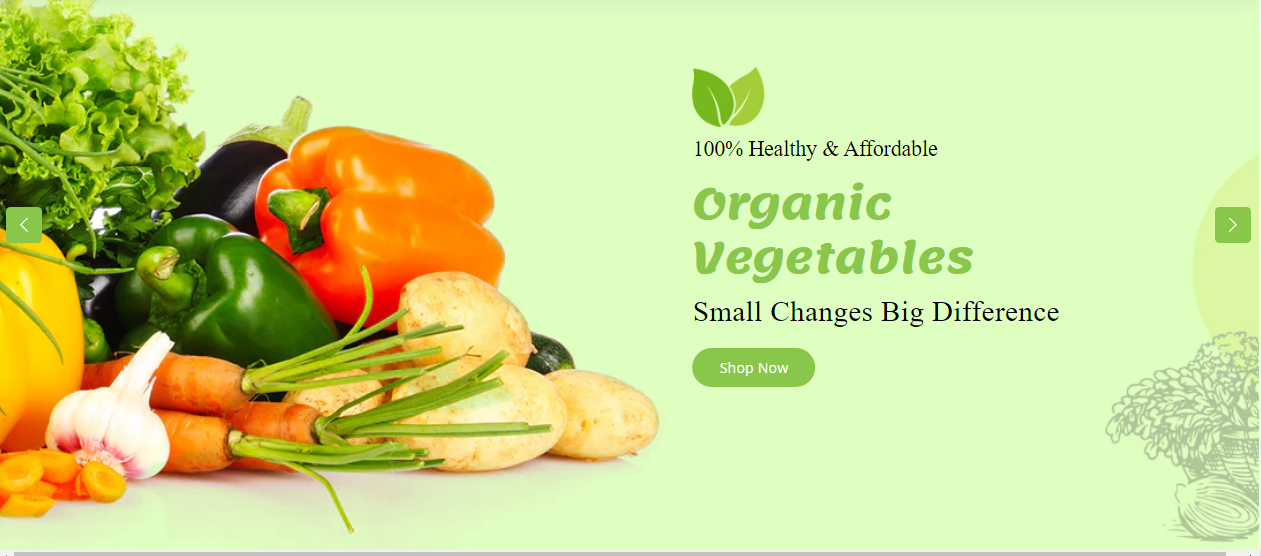 100% Healthy & Affordable
Organic
Vegetables
Small Changes Big Difference
Shop Now